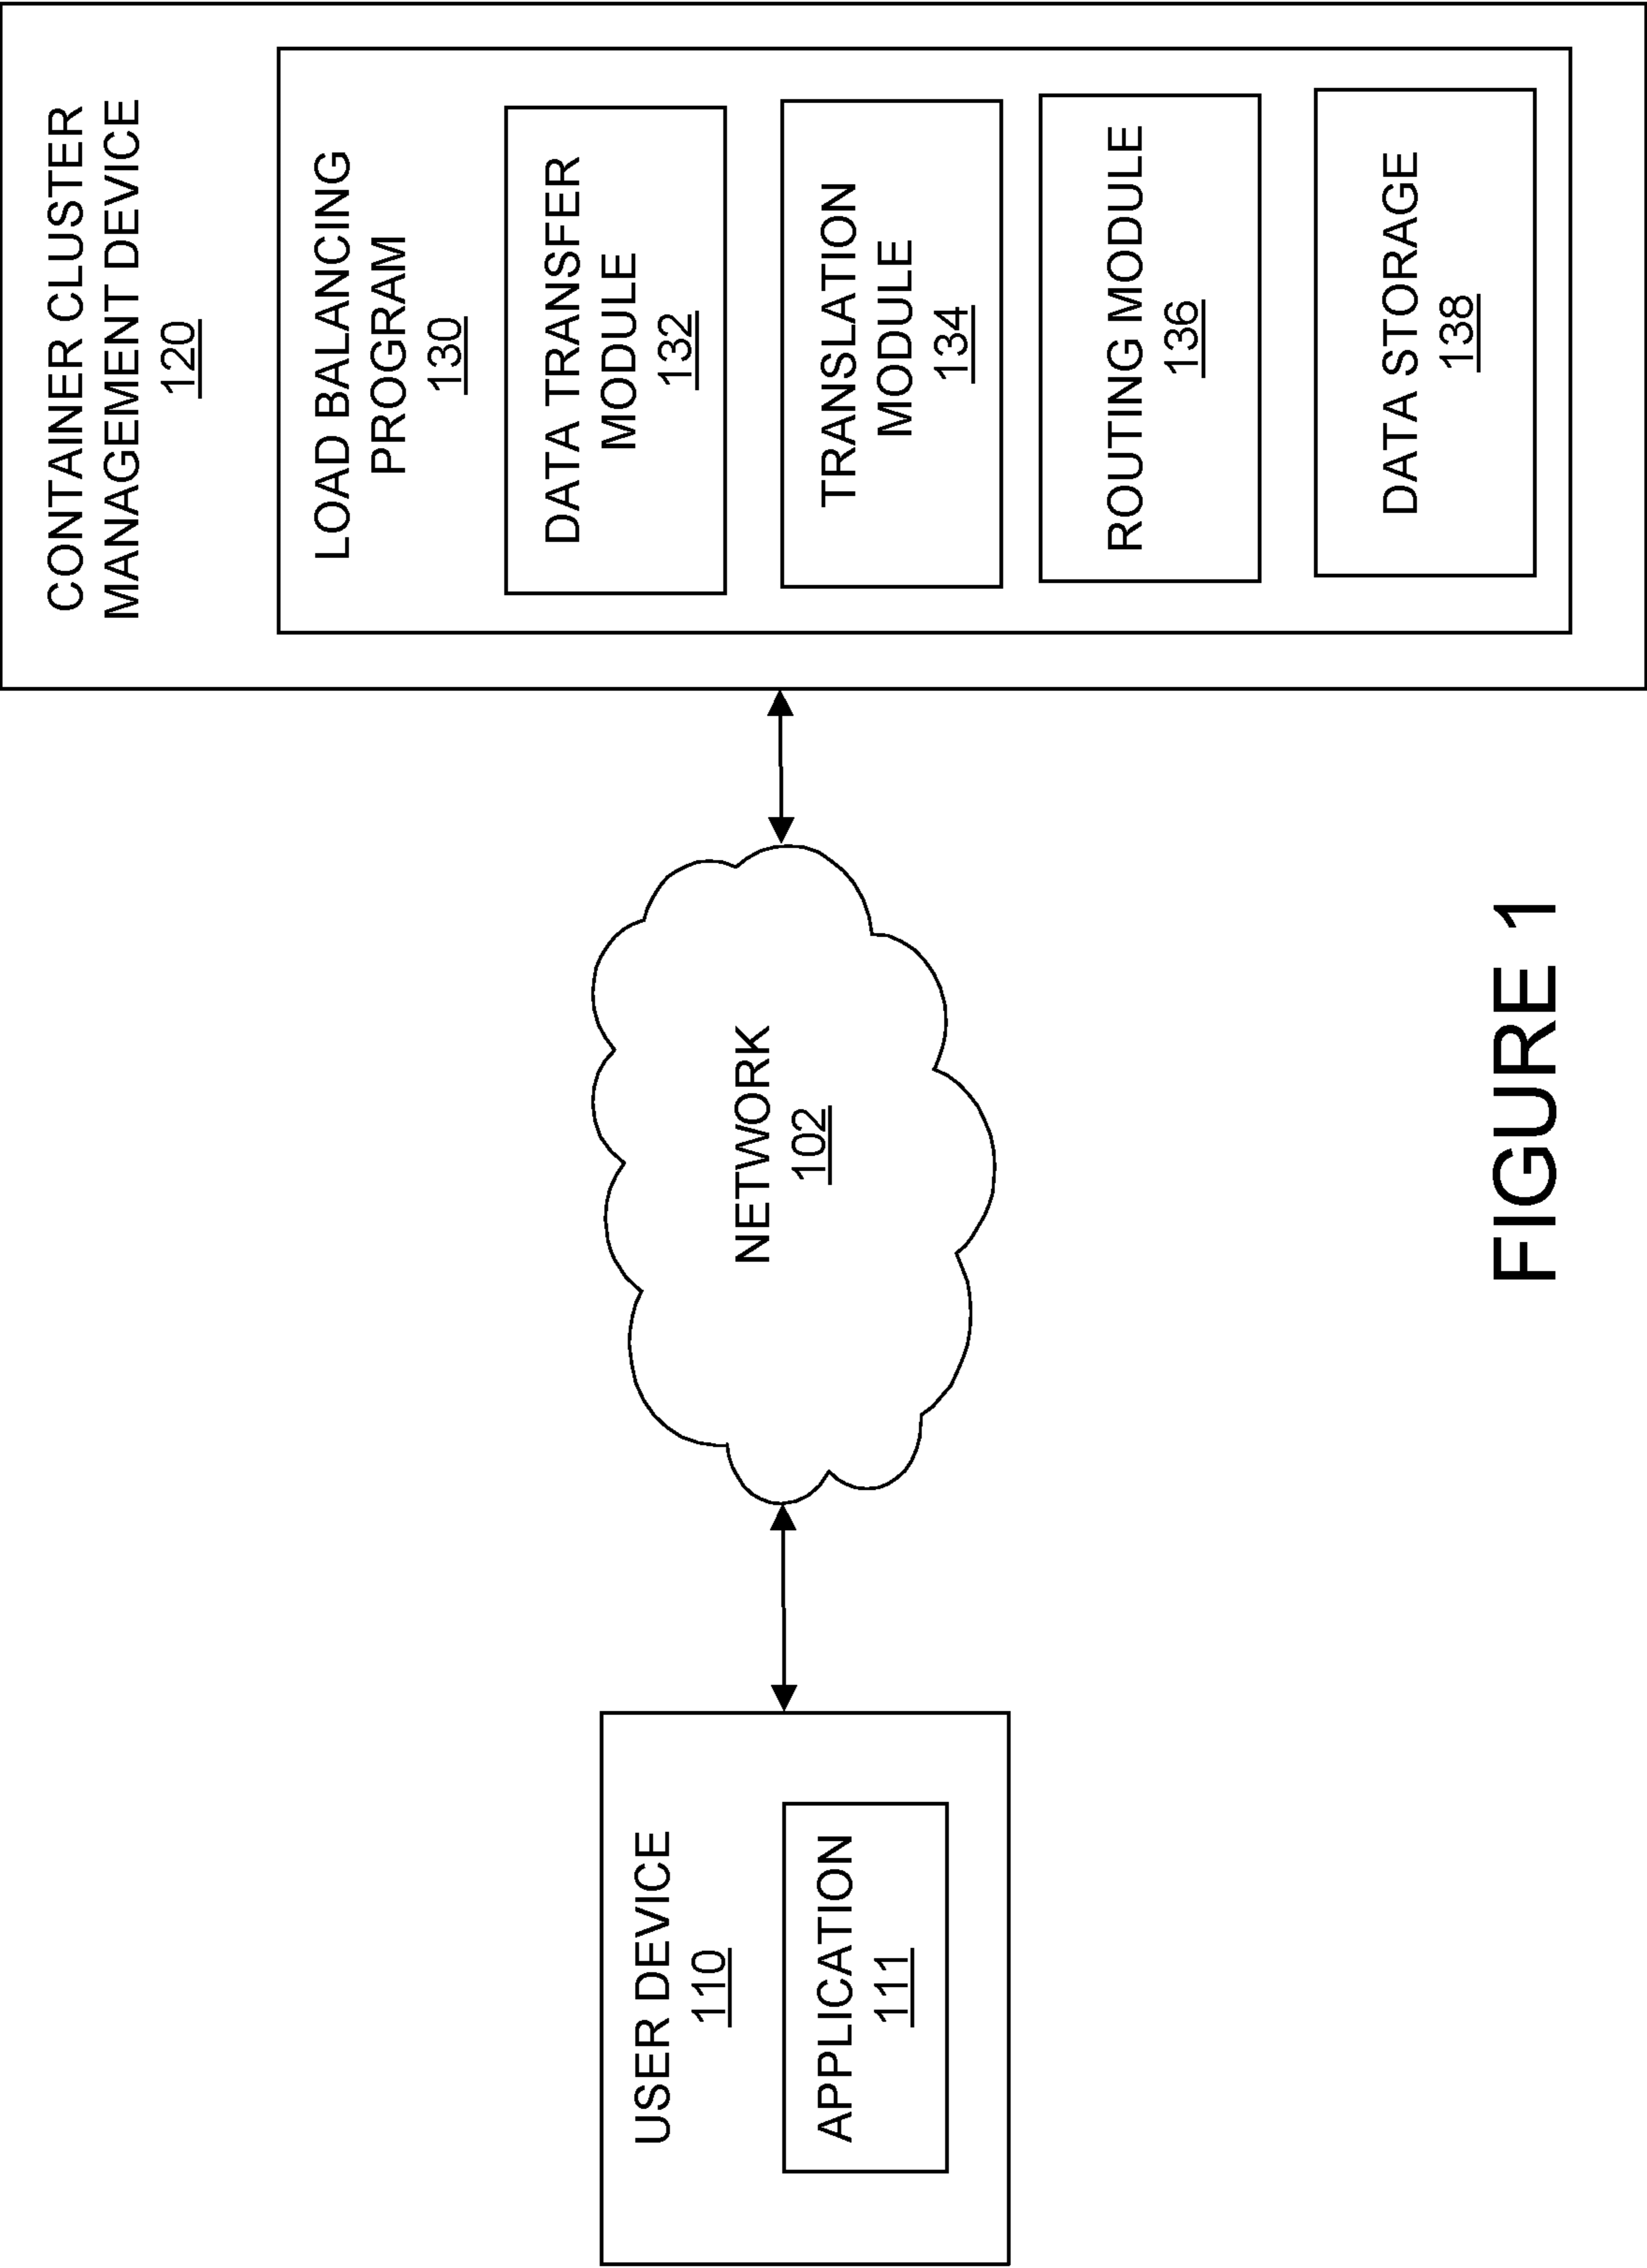 USER DEVICE
110
APPLICATION
111
NETWORK
102
CONTAINER CLUSTER
MANAGEMENT DEVICE
120
LOAD BALANCING
PROGRAM
130
DATA TRANSFER
MODULE
132
TRANSLATION
MODULE
134
ROUTING MODULE
136
DATA STORAGE
138
FIGURE 1